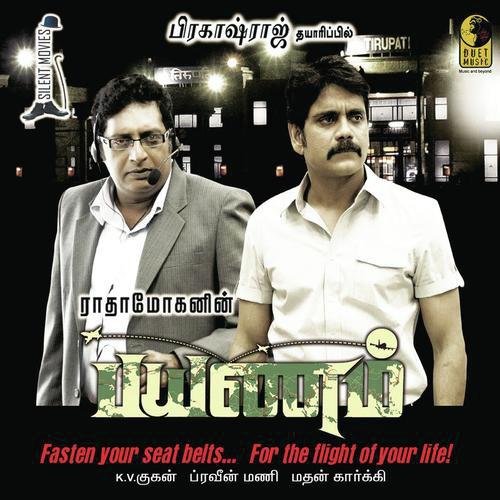 SILENT MOVIES
பிரகாஷ்ராஜ் தயாரிப்பில்
DUET
MUSIC
Music and beyond
TIRUPATI
ராதாமோகனின்
பயணம்
Fasten your seat belts... For the flight of your life!
K.V.குகன் ப்ரவீன் மணி மதன் கார்க்கி